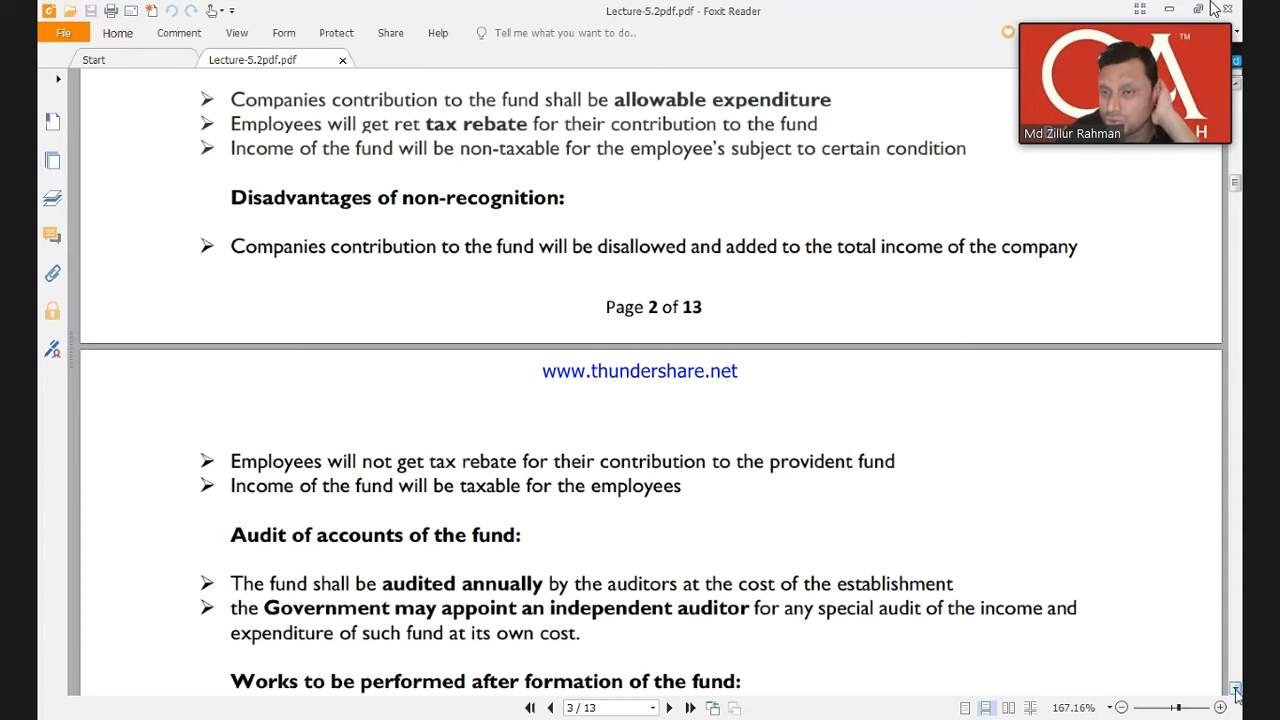 Lecture-5.2pdf.pdf - Foxit Reader
File Home Comment View Form Protect Share Help Tell me what you want to do..
Start Lecture-5.2pdf.pdf
TM
Md Zillur Rahman
Companies contribution to the fund shall be allowable expenditure
Employees will get ret tax rebate for their contribution to the fund
Income of the fund will be non-taxable for the employee's subject to certain condition
Disadvantages of non-recognition:
Companies contribution to the fund will be disallowed and added to the total income of the company
Page 2 of 13
www.thundershare.net
Employees will not get tax rebate for their contribution to the provident fund
Income of the fund will be taxable for the employees
Audit of accounts of the fund:
The fund shall be audited annually by the auditors at the cost of the establishment
the Government may appoint an independent auditor for any special audit of the income and
expenditure of such fund at its own cost.
Works to be performed after formation of the fund:
3 / 13
167.16%